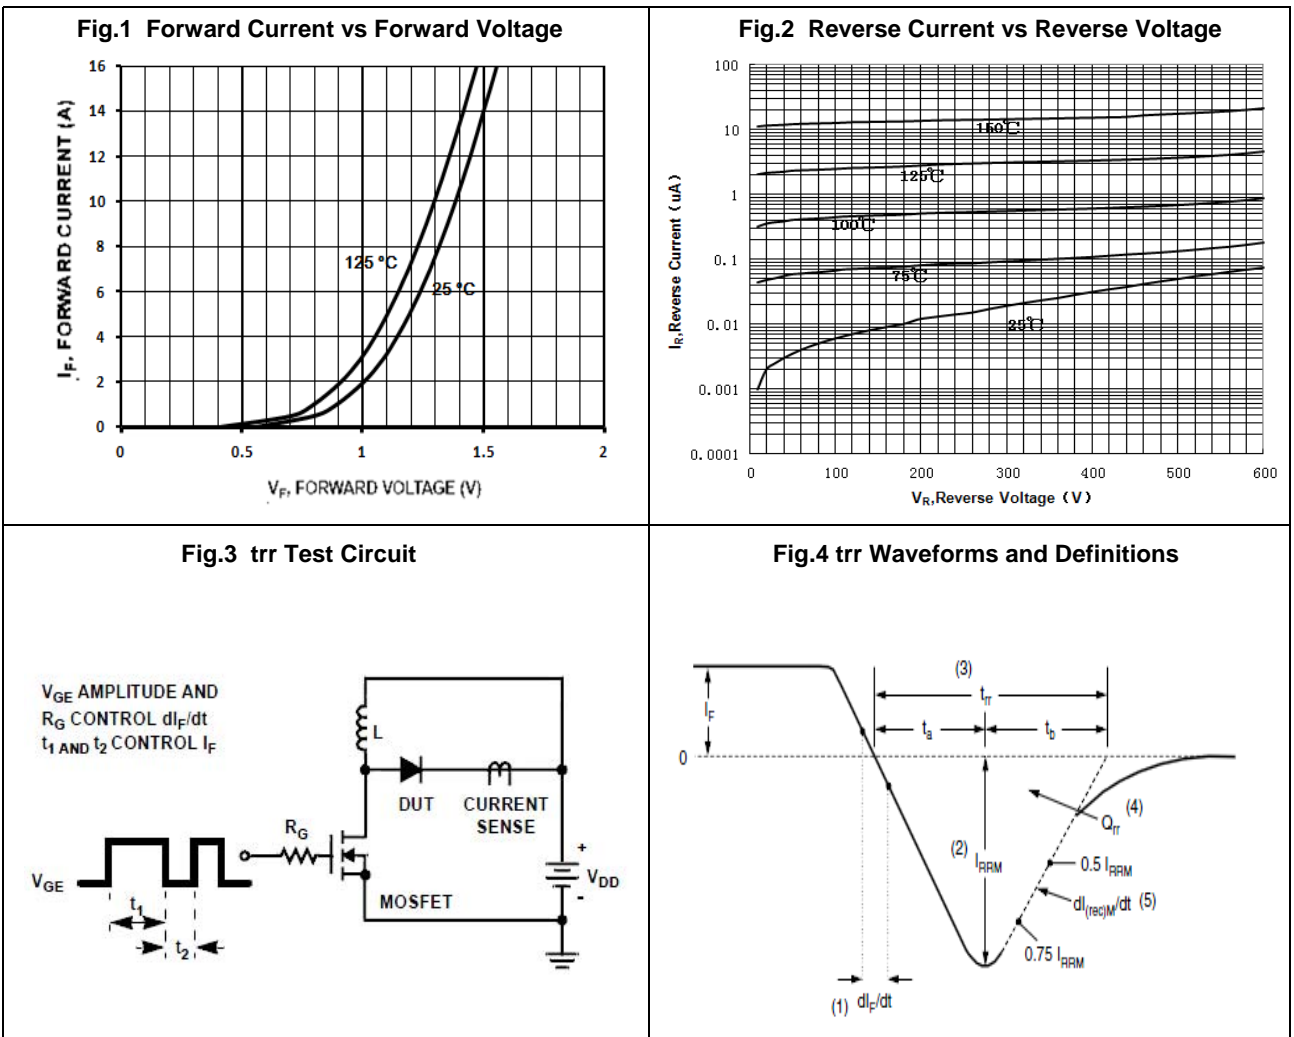 Fig.1 Forward Current vs Forward Voltage
16
14
12
10
8
6
4
2
0
0
0.5
1
1.5
2
125 ºC
25 ºC
IF, FORWARD CURRENT (A)
VF, FORWARD VOLTAGE (V)
Fig.2 Reverse Current vs Reverse Voltage
100
10
1
0.1
0.01
0.001
0.0001
0
100
200
300
400
500
600
150℃
125℃
100℃
75℃
25℃
IR,Reverse Current（uA）
VR,Reverse Voltage（V）
Fig.3 trr Test Circuit
VGE AMPLITUDE AND
RG CONTROL dIF/dt
t1 AND t2 CONTROL IF
L
DUT
CURRENT
SENSE
RG
+
VDD
-
MOSFET
VGE
t1
t2
Fig.4 trr Waveforms and Definitions
(3)
trr
IF
ta
tb
0
(4)
Qrr
(2)
IRRM
0.5 IRRM
dI(rec)M/dt (5)
0.75 IRRM
(1) dIF/dt